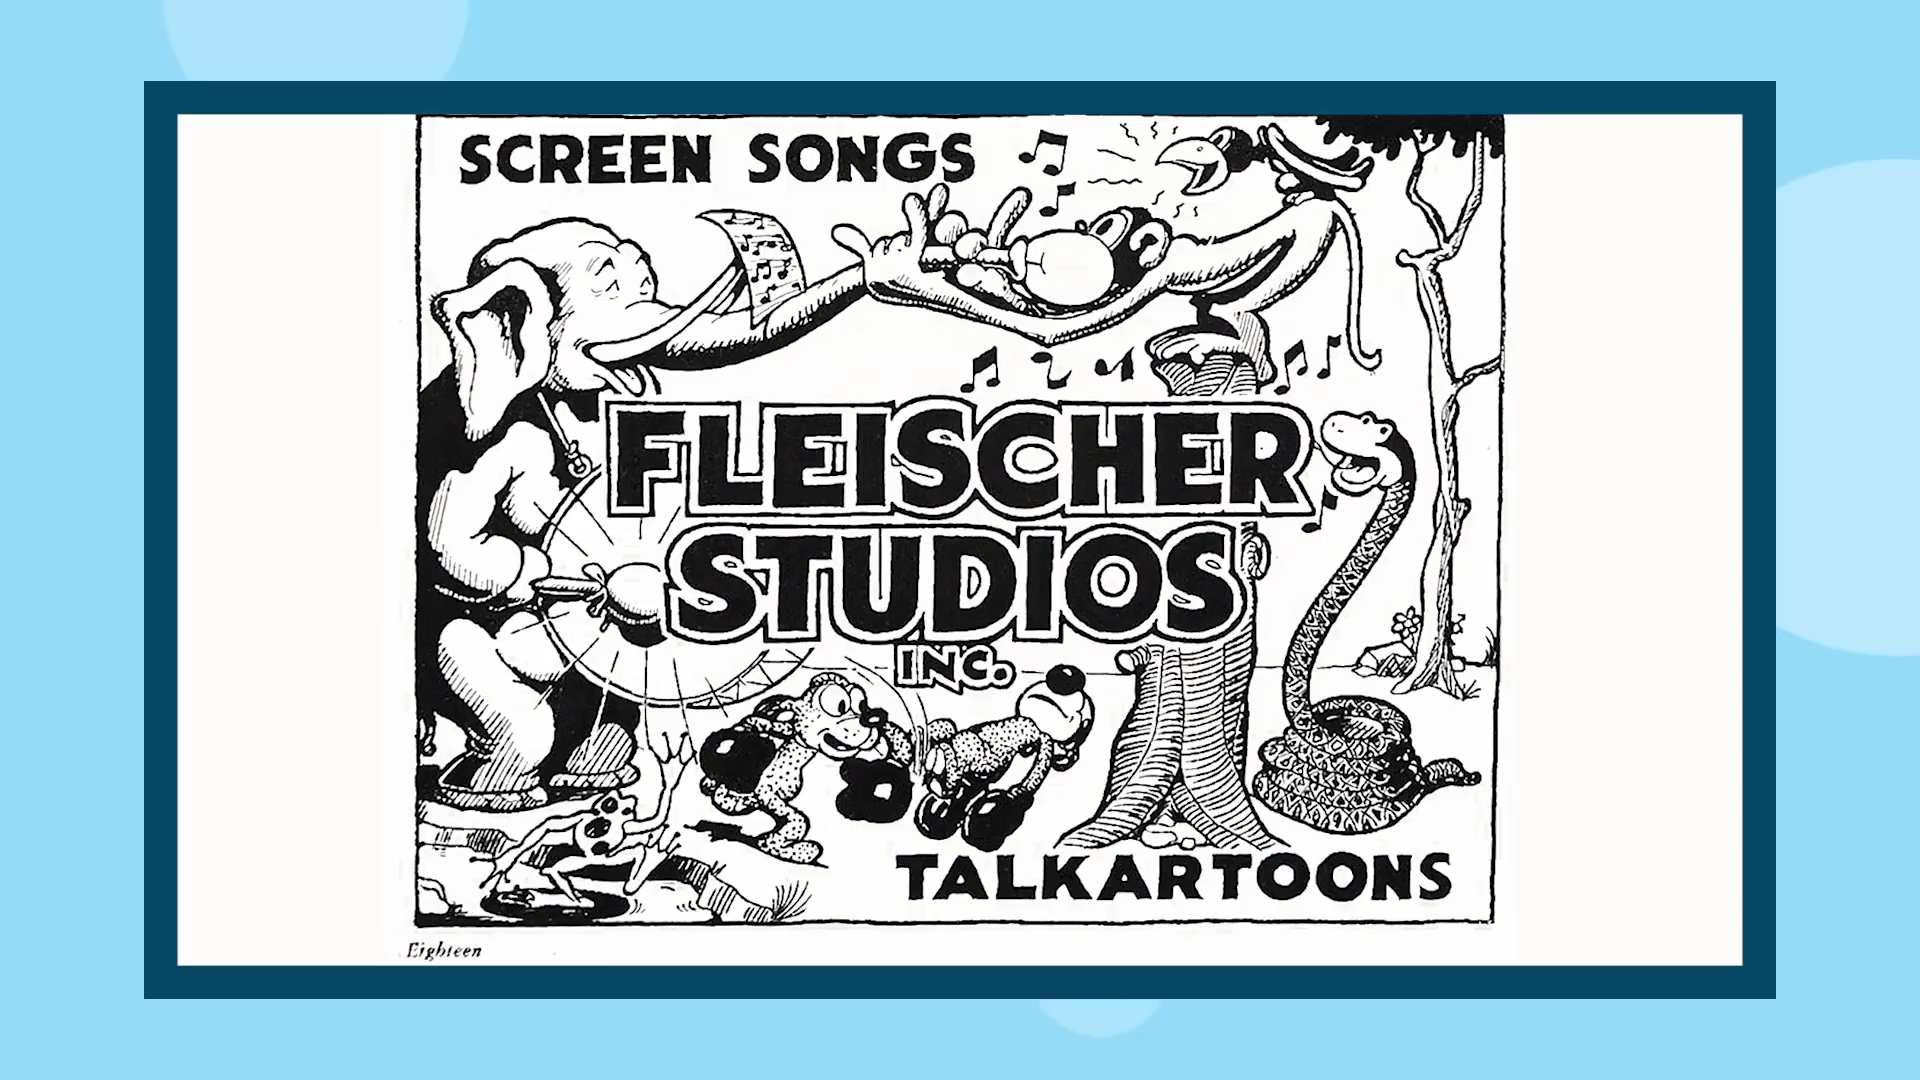 SCREEN SONGS
FLEISCHER
STUDIOS
INC.
TALKARTOONS
Eighteen